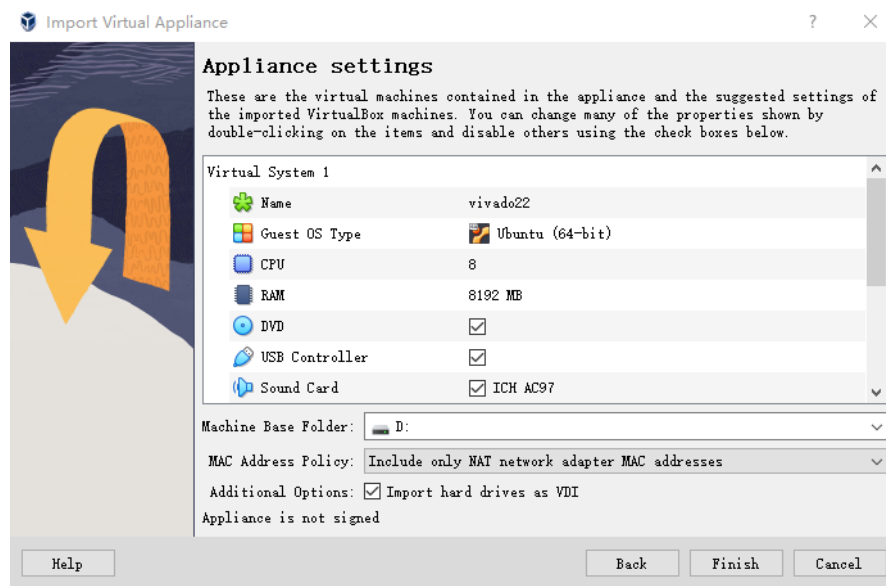 Import Virtual Appliance
Appliance settings
These are the virtual machines contained in the appliance and the suggested settings of
the imported VirtualBox machines. You can change many of the properties shown by
double-clicking on the items and disable others using the check boxes below.
Virtual System 1
Name vivado22
Guest OS Type Ubuntu (64-bit)
CPU 8
RAM 8192 MB
DVD
USB Controller
Sound Card ICH AC97
Machine Base Folder: D:
MAC Address Policy: Include only NAT network adapter MAC addresses
Additional Options: Import hard drives as VDI
Appliance is not signed
Help Back Finish Cancel